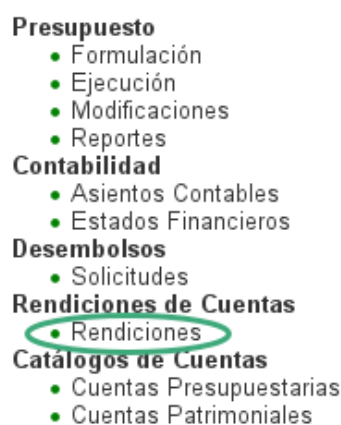 Presupuesto
Formulación
Ejecución
Modificaciones
Reportes
Contabilidad
Asientos Contables
Estados Financieros
Desembolsos
Solicitudes
Rendiciones de Cuentas
Rendiciones
Catálogos de Cuentas
Cuentas Presupuestarias
Cuentas Patrimoniales